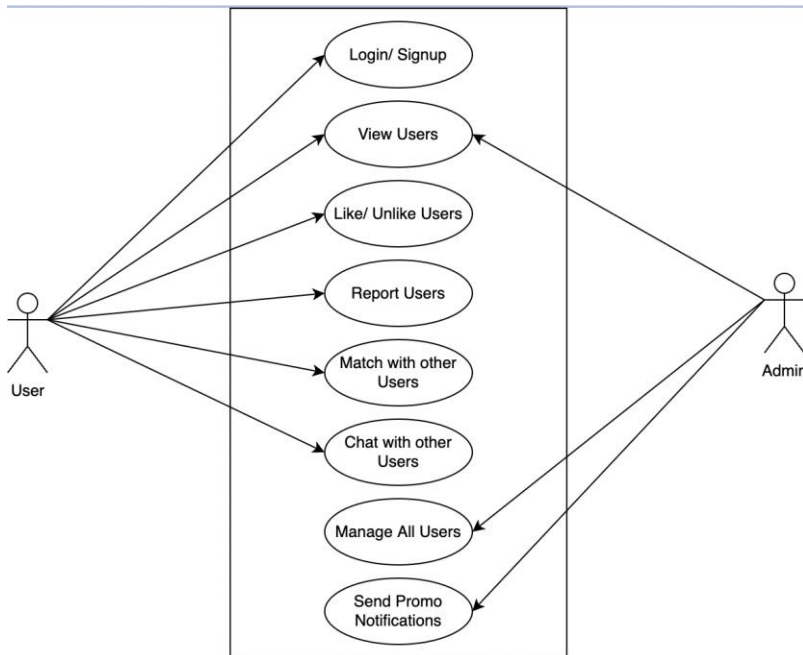 Login/ Signup
View Users
Like/ Unlike Users
Report Users
Match with other
Users
Chat with other
Users
Manage All Users
Send Promo
Notifications
User
Admin